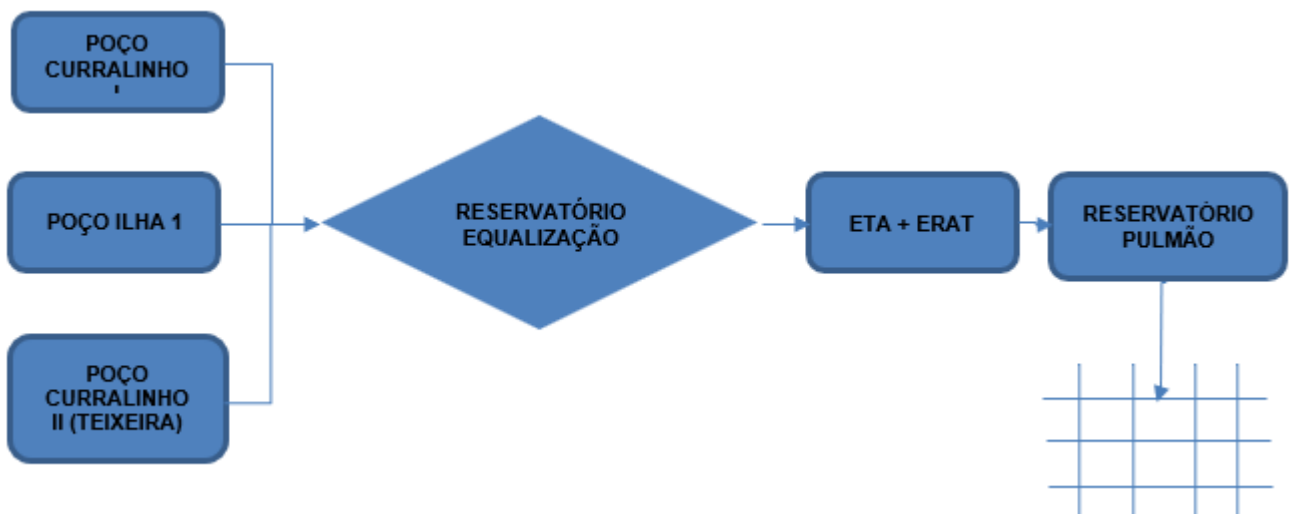 POÇO
CURRALINHO
I
POÇO ILHA 1
POÇO
CURRALINHO
II (TEIXEIRA)
RESERVATÓRIO
EQUALIZAÇÃO
ETA + ERAT
RESERVATÓRIO
PULMÃO